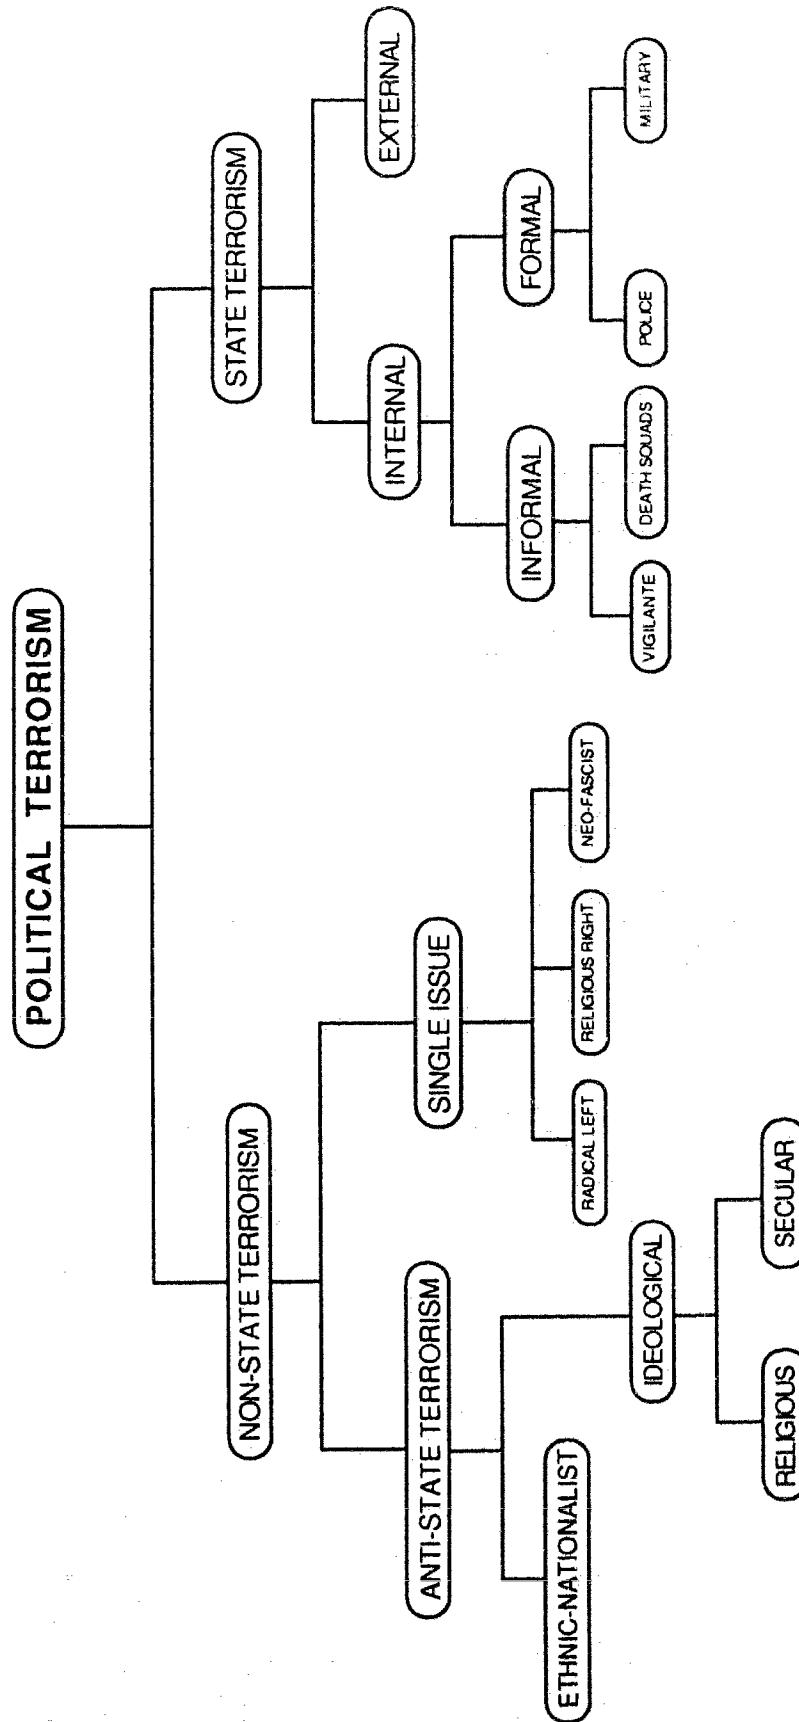 POLITICAL TERRORISM
NON-STATE TERRORISM
STATE TERRORISM
ANTI-STATE TERRORISM
SINGLE ISSUE
INTERNAL
EXTERNAL
ETHNIC-NATIONALIST
IDEOLOGICAL
RADICAL LEFT
RELIGIOUS RIGHT
NEO-FASCIST
INFORMAL
FORMAL
RELIGIOUS
SECULAR
VIGILANTE
DEATH SQUADS
POLICE
MILITARY